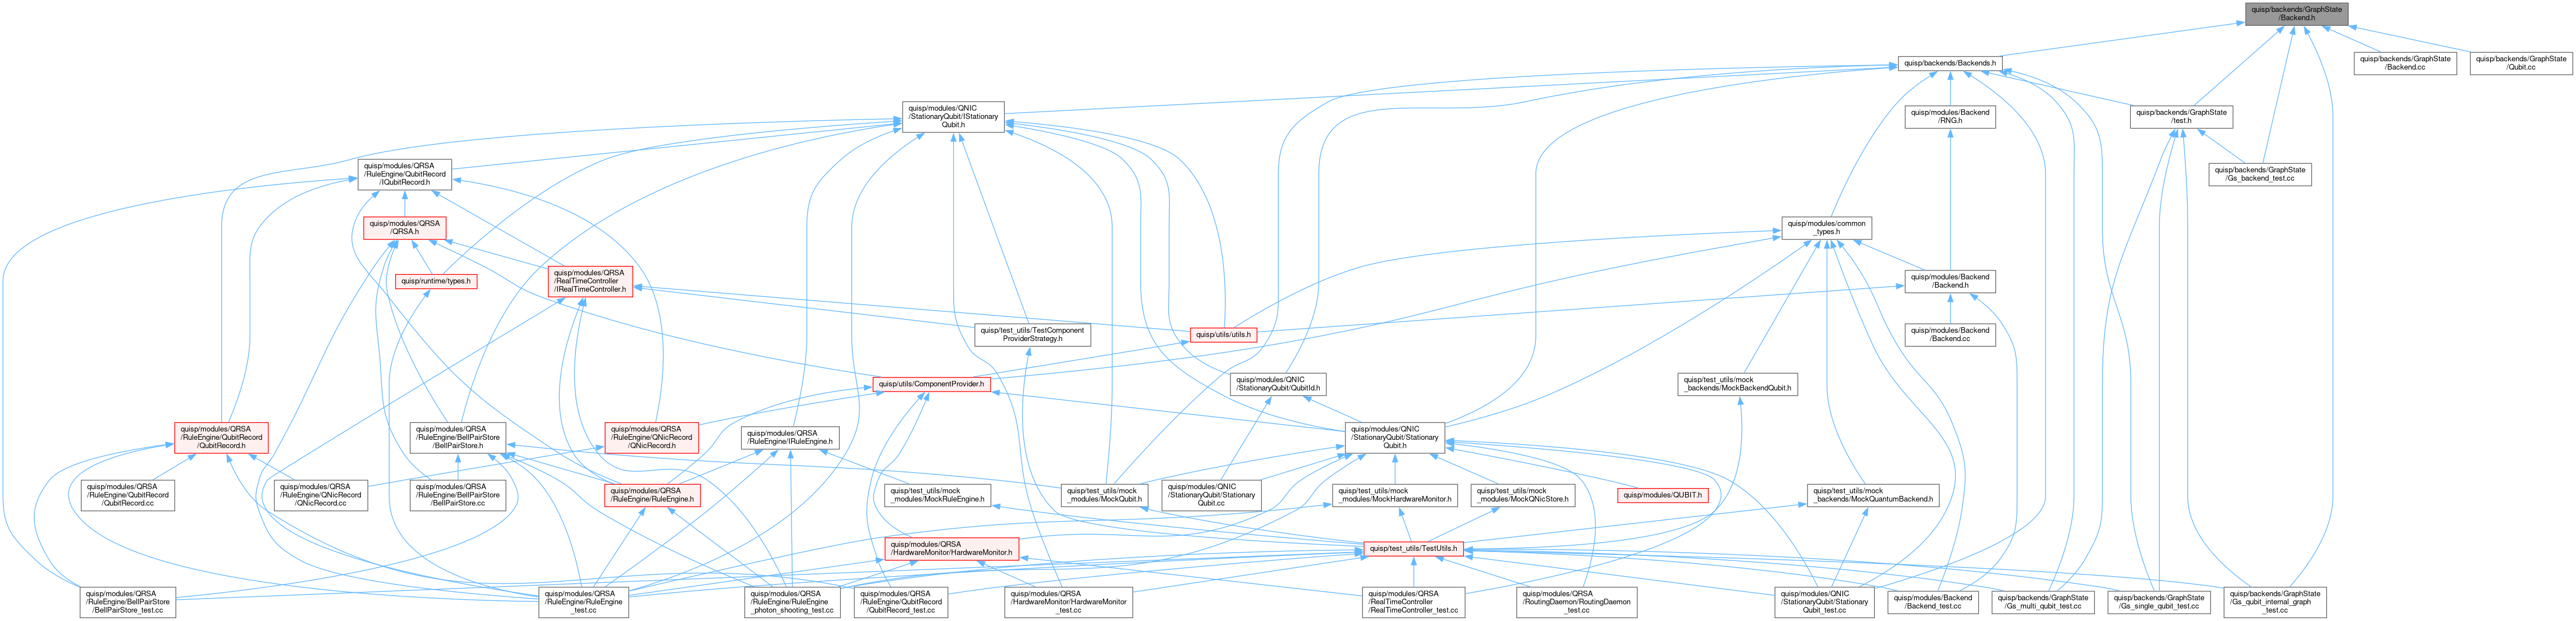 quisp/backends/GraphState
/Backend.h
quisp/backends/Backends.h
quisp/backends/GraphState
/Backend.cc
quisp/backends/GraphState
/Qubit.cc
quisp/modules/QNIC
/StationaryQubit/IStationary
Qubit.h
quisp/modules/Backend
/RNG.h
quisp/backends/GraphState
/test.h
quisp/modules/QRSA
/RuleEngine/QubitRecord
/IQubitRecord.h
quisp/backends/GraphState
/Gs_backend_test.cc
quisp/modules/QRSA
/QRSA.h
quisp/modules/common
_types.h
quisp/runtime/types.h
quisp/modules/QRSA
/RealTimeController
/IRealTimeController.h
quisp/modules/Backend
/Backend.h
quisp/test_utils/TestComponent
ProviderStrategy.h
quisp/utils/utils.h
quisp/modules/Backend
/Backend.cc
quisp/utils/ComponentProvider.h
quisp/modules/QNIC
/StationaryQubit/QubitId.h
quisp/test_utils/mock
_backends/MockBackendQubit.h
quisp/modules/QRSA
/RuleEngine/QubitRecord
/QubitRecord.h
quisp/modules/QRSA
/RuleEngine/BellPairStore
/BellPairStore.h
quisp/modules/QRSA
/RuleEngine/QNicRecord
/QNicRecord.h
quisp/modules/QRSA
/RuleEngine/IRuleEngine.h
quisp/modules/QNIC
/StationaryQubit/Stationary
Qubit.h
quisp/modules/QRSA
/RuleEngine/QubitRecord
/QubitRecord.cc
quisp/modules/QRSA
/RuleEngine/QNicRecord
/QNicRecord.cc
quisp/modules/QRSA
/RuleEngine/BellPairStore
/BellPairStore.cc
quisp/modules/QRSA
/RuleEngine/RuleEngine.h
quisp/test_utils/mock
_modules/MockRuleEngine.h
quisp/test_utils/mock
_modules/MockQubit.h
quisp/modules/QNIC
/StationaryQubit/Stationary
Qubit.cc
quisp/test_utils/mock
_modules/MockHardwareMonitor.h
quisp/test_utils/mock
_modules/MockQNicStore.h
quisp/modules/QUBIT.h
quisp/test_utils/mock
_backends/MockQuantumBackend.h
quisp/modules/QRSA
/HardwareMonitor/HardwareMonitor.h
quisp/test_utils/TestUtils.h
quisp/modules/QRSA
/RuleEngine/BellPairStore
/BellPairStore_test.cc
quisp/modules/QRSA
/RuleEngine/RuleEngine
_test.cc
quisp/modules/QRSA
/RuleEngine/RuleEngine
_photon_shooting_test.cc
quisp/modules/QRSA
/RuleEngine/QubitRecord
/QubitRecord_test.cc
quisp/modules/QRSA
/HardwareMonitor/HardwareMonitor
_test.cc
quisp/modules/QRSA
/RealTimeController
/RealTimeController_test.cc
quisp/modules/QRSA
/RoutingDaemon/RoutingDaemon
_test.cc
quisp/modules/QNIC
/StationaryQubit/Stationary
Qubit_test.cc
quisp/modules/Backend
/Backend_test.cc
quisp/backends/GraphState
/Gs_multi_qubit_test.cc
quisp/backends/GraphState
/Gs_single_qubit_test.cc
quisp/backends/GraphState
/Gs_qubit_internal_graph
_test.cc